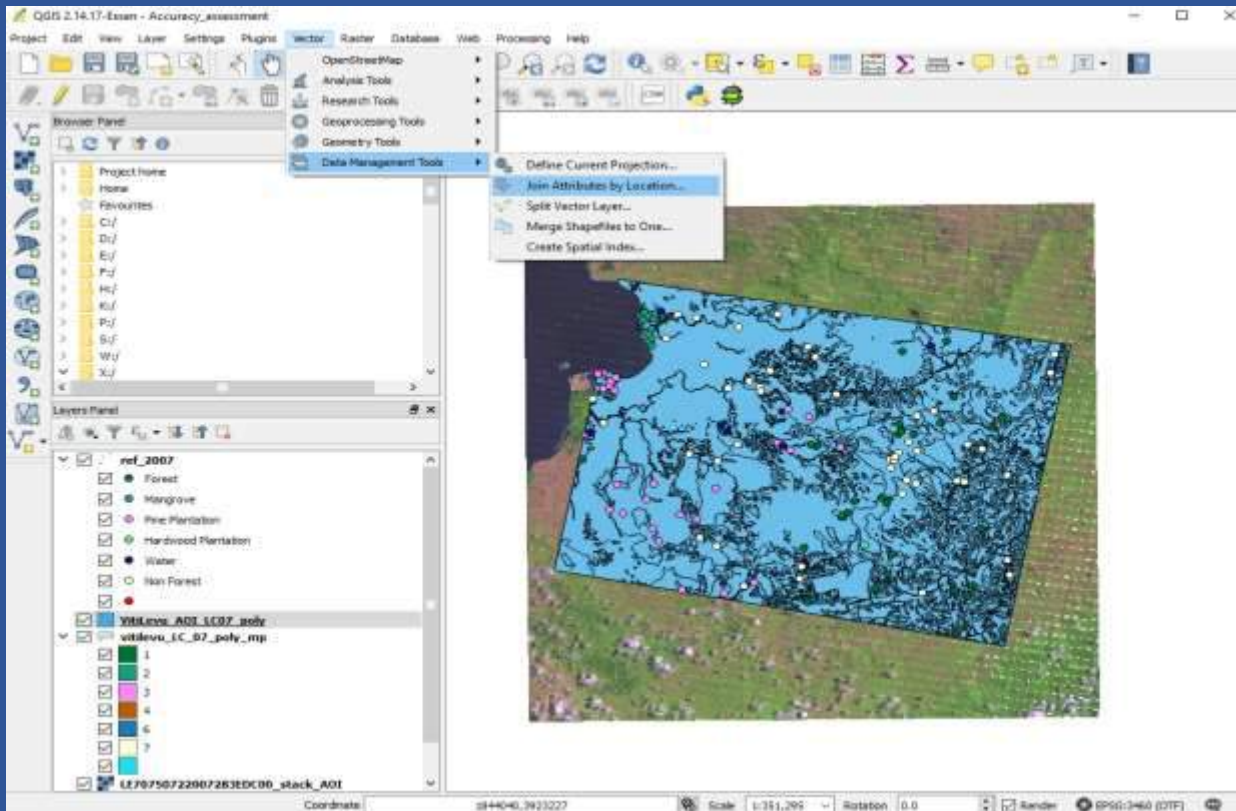 QGIS 2.14.17-Essen - Accuracy_assessment
Project Edit View Layer Settings Plugins Vector Raster Database Web Processing Help
OpenStreetMap
Analysis Tools
Research Tools
Geoprocessing Tools
Geometry Tools
Data Management Tools
Define Current Projection...
Join Attributes by Location...
Split Vector Layer...
Merge Shapefiles to One...
Create Spatial Index...
Browser Panel
Project home
Home
Favourites
C:/
D:/
E:/
F:/
H:/
K:/
P:/
S:/
W:/
X:/
Layers Panel
ref_2007
Forest
Mangrove
Pine Plantation
Hardwood Plantation
Water
Non Forest
VitiLevu_AOI_LC07_poly
vitilevu_LC_07_poly_mp
1
2
3
4
6
7
Coordinate
Scale 1:351,295 Rotation 0.0 Render EPSG:3460 (OTF)